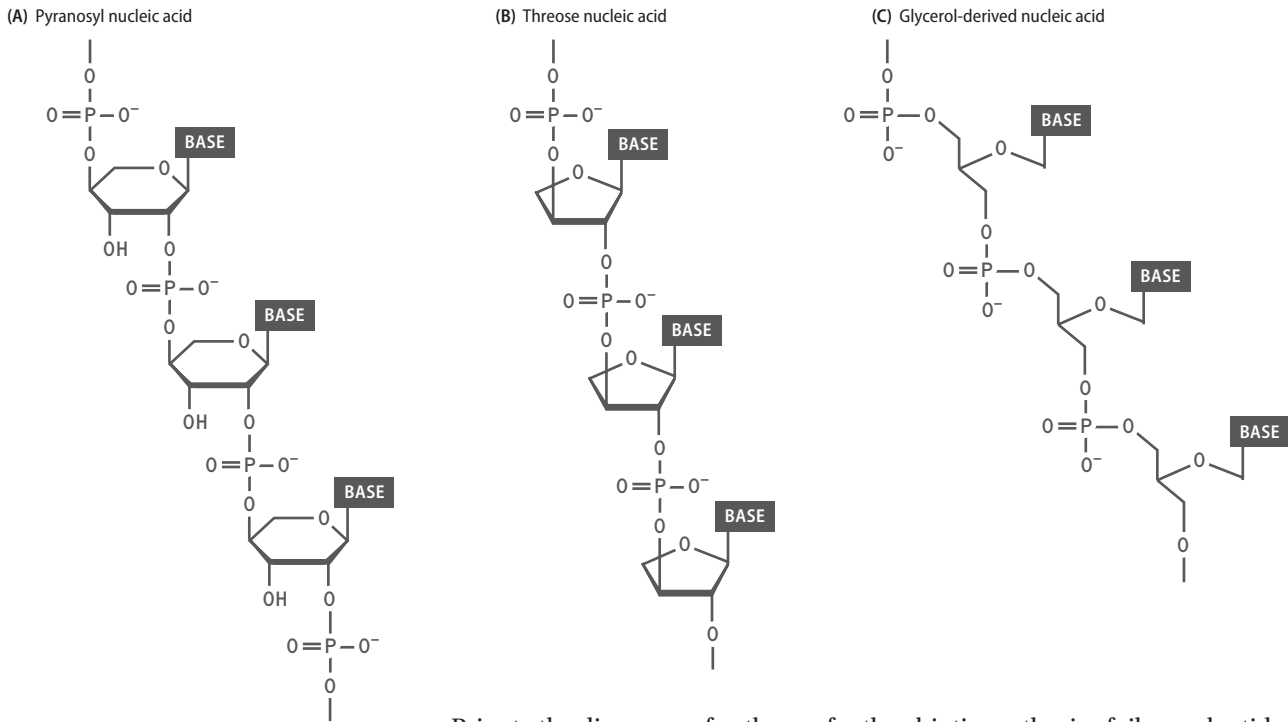 (A) Pyranosyl nucleic acid
O
O=P–O⁻
O
BASE
O
OH
O
O=P–O⁻
O
BASE
O
OH
O
O=P–O⁻
O
BASE
O
OH
O
O=P–O⁻
O
(B) Threose nucleic acid
O
O=P–O⁻
O
BASE
O
O
O=P–O⁻
O
BASE
O
O
O=P–O⁻
O
BASE
O
O
(C) Glycerol-derived nucleic acid
O
O=P–O
O⁻
BASE
O
O
O=P–O
O⁻
BASE
O
O
O=P–O
O⁻
BASE
O
O